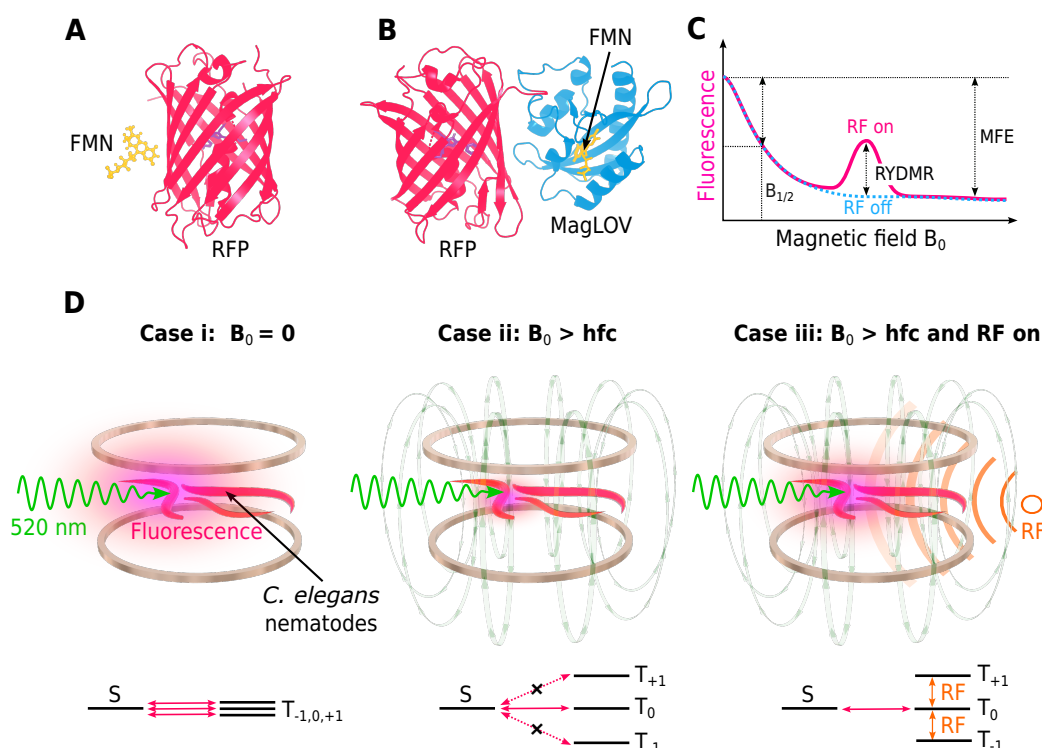 A
FMN
RFP
B
FMN
RFP
MagLOV
C
Fluorescence
RF on
RYDMR
MFE
B1/2
RF off
Magnetic field B0
D
Case i: B0 = 0
Case ii: B0 > hfc
Case iii: B0 > hfc and RF on
520 nm
Fluorescence
C. elegans
nematodes
RF
S
T-1,0,+1
S
T+1
T0
T-1
S
T+1
RF
T0
RF
T-1